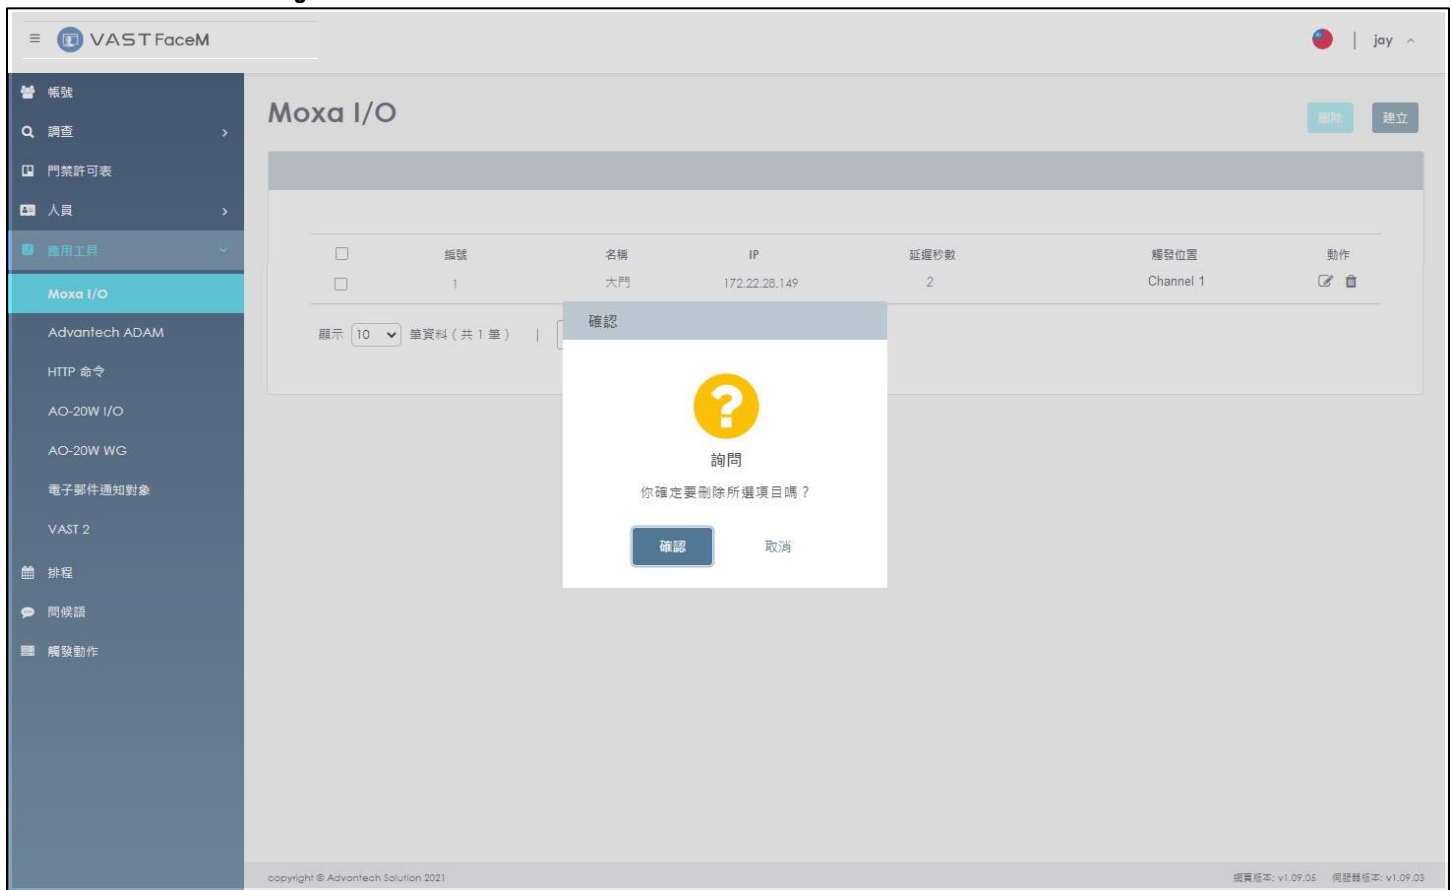 VAST FaceM
jay
帳號
調查
門禁許可表
人員
應用工具
Moxa I/O
Advantech ADAM
HTTP 命令
AO-20W I/O
AO-20W WG
電子郵件通知對象
VAST 2
排程
問候語
觸發動作
Moxa I/O
刪除 建立
編號 名稱 IP 延遲秒數 觸發位置 動作
1 大門 172.22.28.149 2 Channel 1
顯示 10 筆資料 ( 共 1 筆 ) |
確認
詢問
你確定要刪除所選項目嗎？
確認 取消
copyright © Advantech Solution 2021
網頁版本: v1.09.05 伺服器版本: v1.09.03